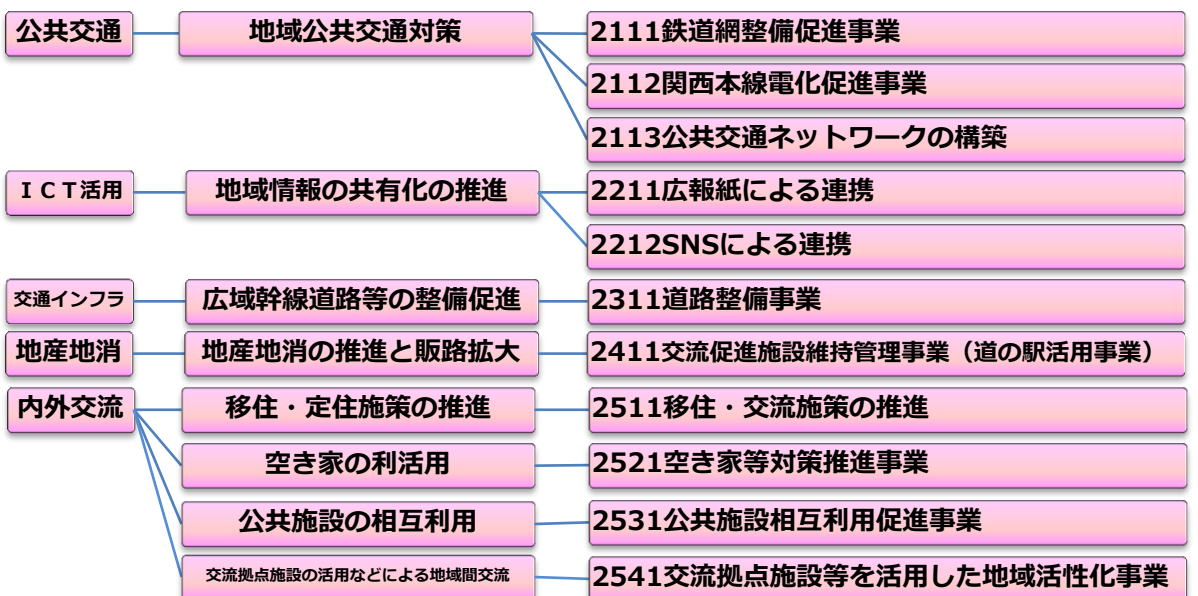 公共交通
地域公共交通対策
2111鉄道網整備促進事業
2112関西本線電化促進事業
2113公共交通ネットワークの構築
ＩＣＴ活用
地域情報の共有化の推進
2211広報紙による連携
2212SNSによる連携
交通インフラ
広域幹線道路等の整備促進
2311道路整備事業
地産地消
地産地消の推進と販路拡大
2411交流促進施設維持管理事業（道の駅活用事業）
内外交流
移住・定住施策の推進
2511移住・交流施策の推進
空き家の利活用
2521空き家等対策推進事業
公共施設の相互利用
2531公共施設相互利用促進事業
交流拠点施設の活用などによる地域間交流
2541交流拠点施設等を活用した地域活性化事業